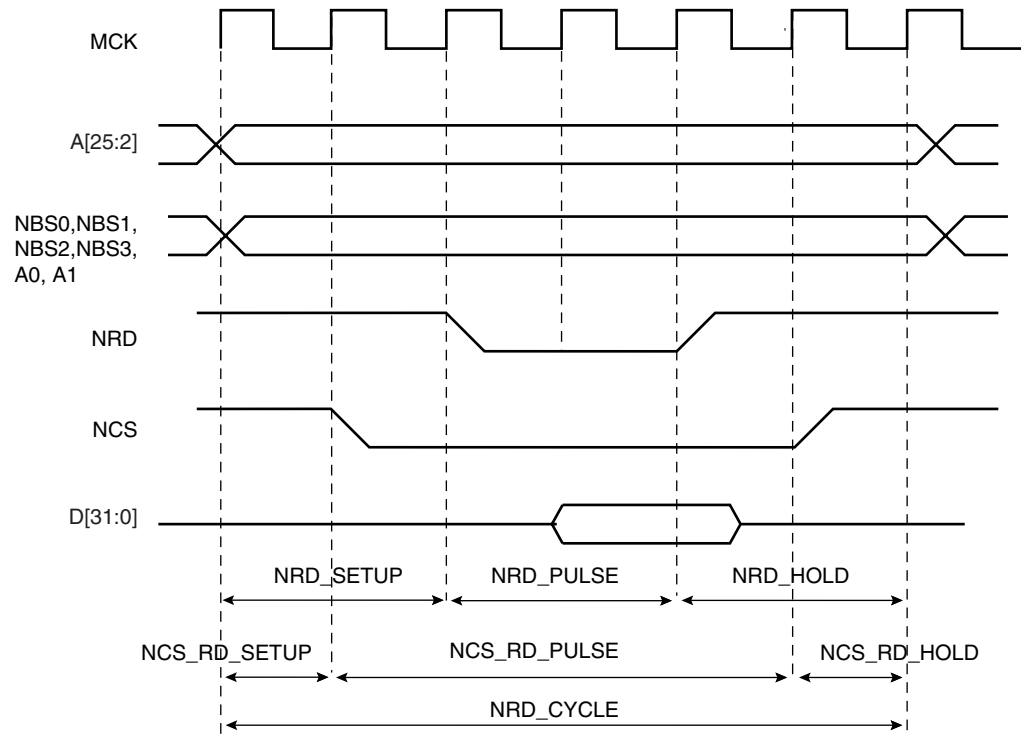 MCK
A[25:2]
NBS0,NBS1,
NBS2,NBS3,
A0, A1
NRD
NCS
D[31:0]
NRD_SETUP NRD_PULSE NRD_HOLD
NCS_RD_SETUP NCS_RD_PULSE NCS_RD_HOLD
NRD_CYCLE